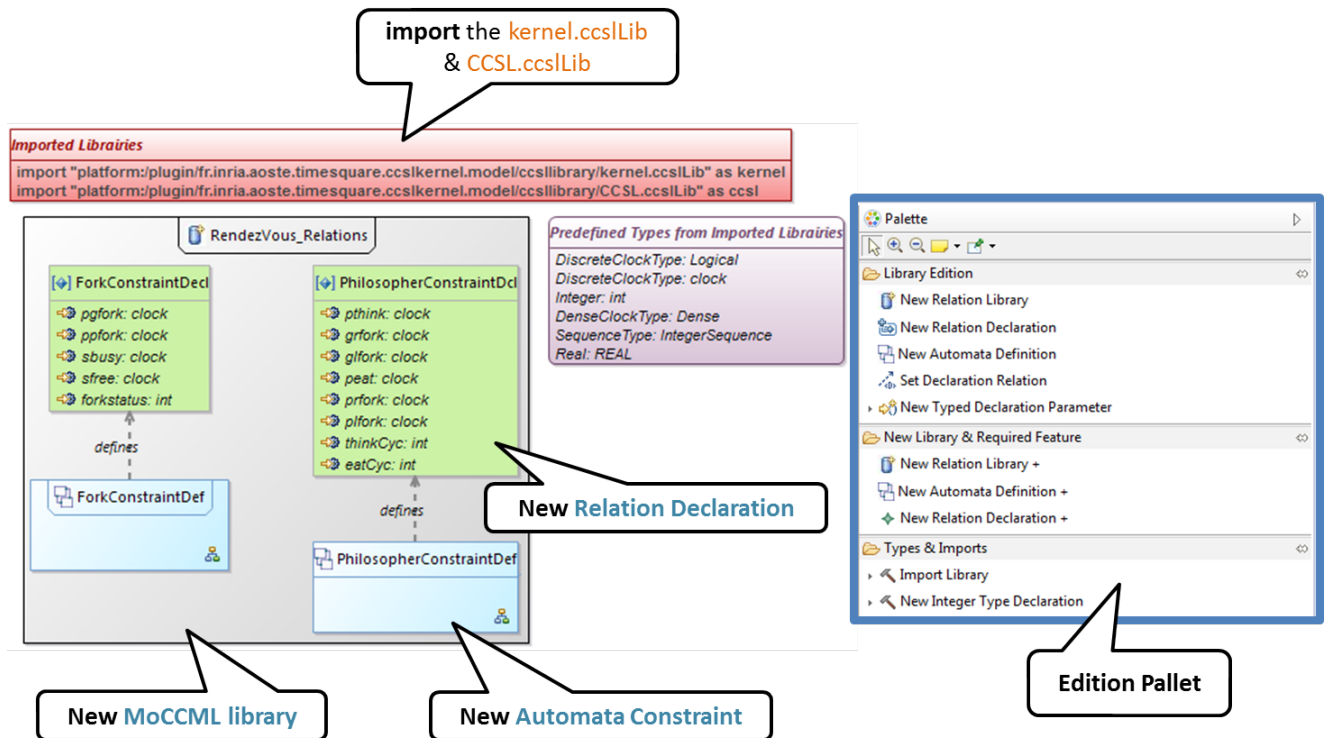 import the kernel.ccslLib
& CCSL.ccslLib
Imported Librairies
import "platform:/plugin/fr.inria.aoste.timesquare.ccslkernel.model/ccsllibrary/kernel.ccslLib" as kernel
import "platform:/plugin/fr.inria.aoste.timesquare.ccslkernel.model/ccsllibrary/CCSL.ccslLib" as ccsl
RendezVous_Relations
ForkConstraintDecl
pgfork: clock
ppfork: clock
sbusy: clock
sfree: clock
forkstatus: int
defines
ForkConstraintDef
PhilosopherConstraintDcl
pthink: clock
grfork: clock
glfork: clock
peat: clock
prfork: clock
plfork: clock
thinkCyc: int
eatCyc: int
defines
PhilosopherConstraintDef
Predefined Types from Imported Librairies
DiscreteClockType: Logical
DiscreteClockType: clock
Integer: int
DenseClockType: Dense
SequenceType: IntegerSequence
Real: REAL
New Relation Declaration
New MoCCML library
New Automata Constraint
Palette
Library Edition
New Relation Library
New Relation Declaration
New Automata Definition
Set Declaration Relation
New Typed Declaration Parameter
New Library & Required Feature
New Relation Library +
New Automata Definition +
New Relation Declaration +
Types & Imports
Import Library
New Integer Type Declaration
Edition Pallet